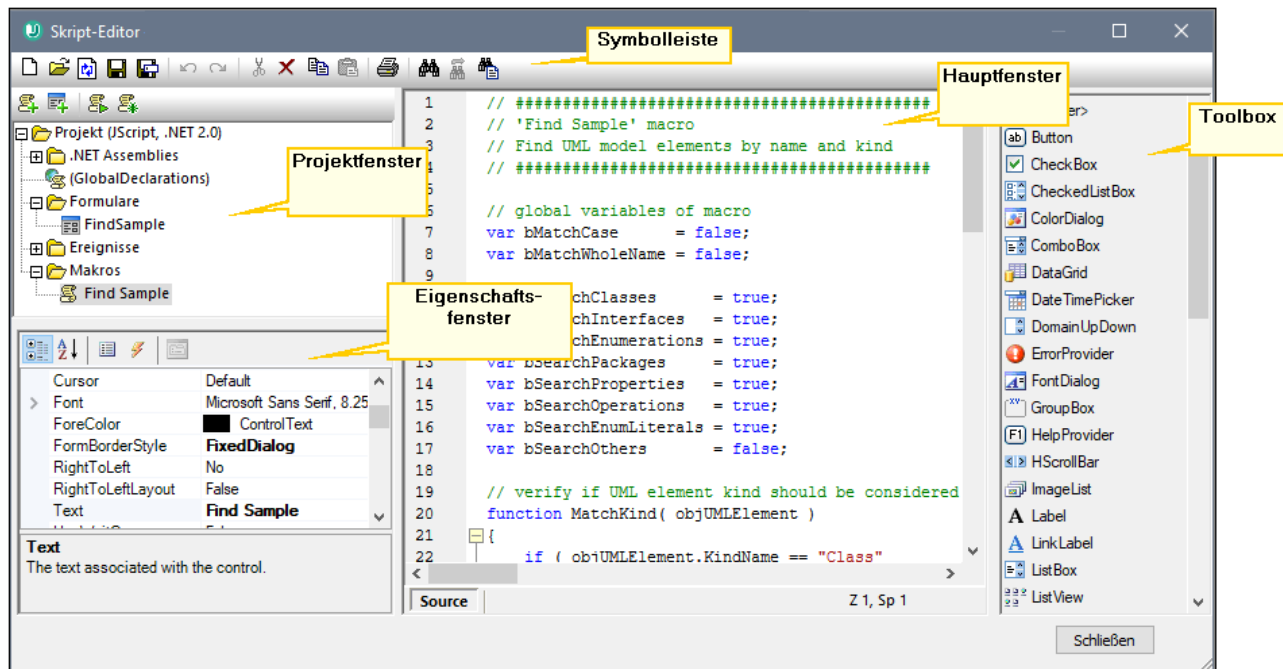 Skript-Editor
Symbolleiste
Hauptfenster
Toolbox
Projektfenster
Eigenschafts-
fenster
Projekt (JScript, .NET 2.0)
.NET Assemblies
(GlobalDeclarations)
Formulare
FindSample
Ereignisse
Makros
Find Sample
Cursor Default
Font Microsoft Sans Serif, 8.25
ForeColor ControlText
FormBorderStyle FixedDialog
RightToLeft No
RightToLeftLayout False
Text Find Sample
Text
The text associated with the control.
1 // ############################################
2 // 'Find Sample' macro
3 // Find UML model elements by name and kind
4 // ############################################
5
6 // global variables of macro
7 var bMatchCase = false;
8 var bMatchWholeName = false;
9
rchClasses = true;
rchInterfaces = true;
rchEnumerations = true;
13 var bSearchPackages = true;
14 var bSearchProperties = true;
15 var bSearchOperations = true;
16 var bSearchEnumLiterals = true;
17 var bSearchOthers = false;
18
19 // verify if UML element kind should be considered
20 function MatchKind( objUMLElement )
21 {
22 if ( objUMLElement.KindName == "Class"
Source
Z 1, Sp 1
er>
Button
CheckBox
CheckedListBox
ColorDialog
ComboBox
DataGrid
DateTimePicker
DomainUpDown
ErrorProvider
FontDialog
GroupBox
HelpProvider
HScrollBar
ImageList
Label
LinkLabel
ListBox
ListView
Schließen